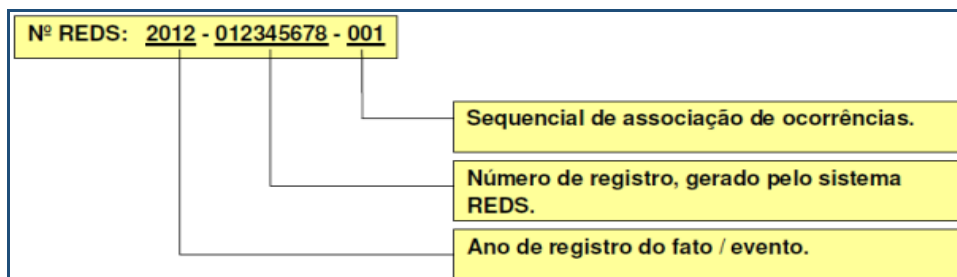 Nº REDS: 2012 - 012345678 - 001
Sequencial de associação de ocorrências.
Número de registro, gerado pelo sistema
REDS.
Ano de registro do fato / evento.